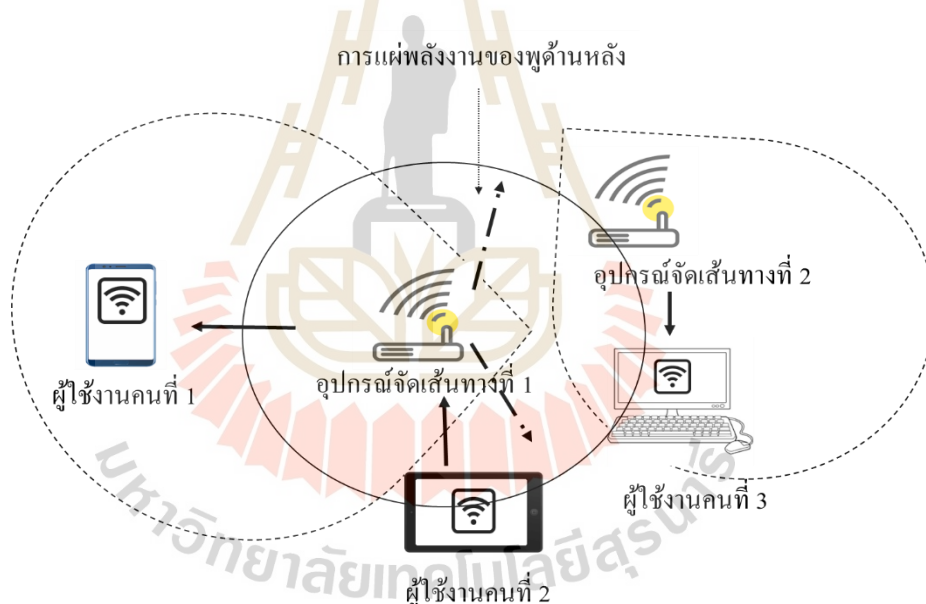 การแผ่พลังงานของพูด้านหลัง
อุปกรณ์จัดเส้นทางที่ 2
ผู้ใช้งานคนที่ 1
อุปกรณ์จัดเส้นทางที่ 1
ผู้ใช้งานคนที่ 3
ผู้ใช้งานคนที่ 2
มหาวิทยาลัยเทคโนโลยีสุรนารี